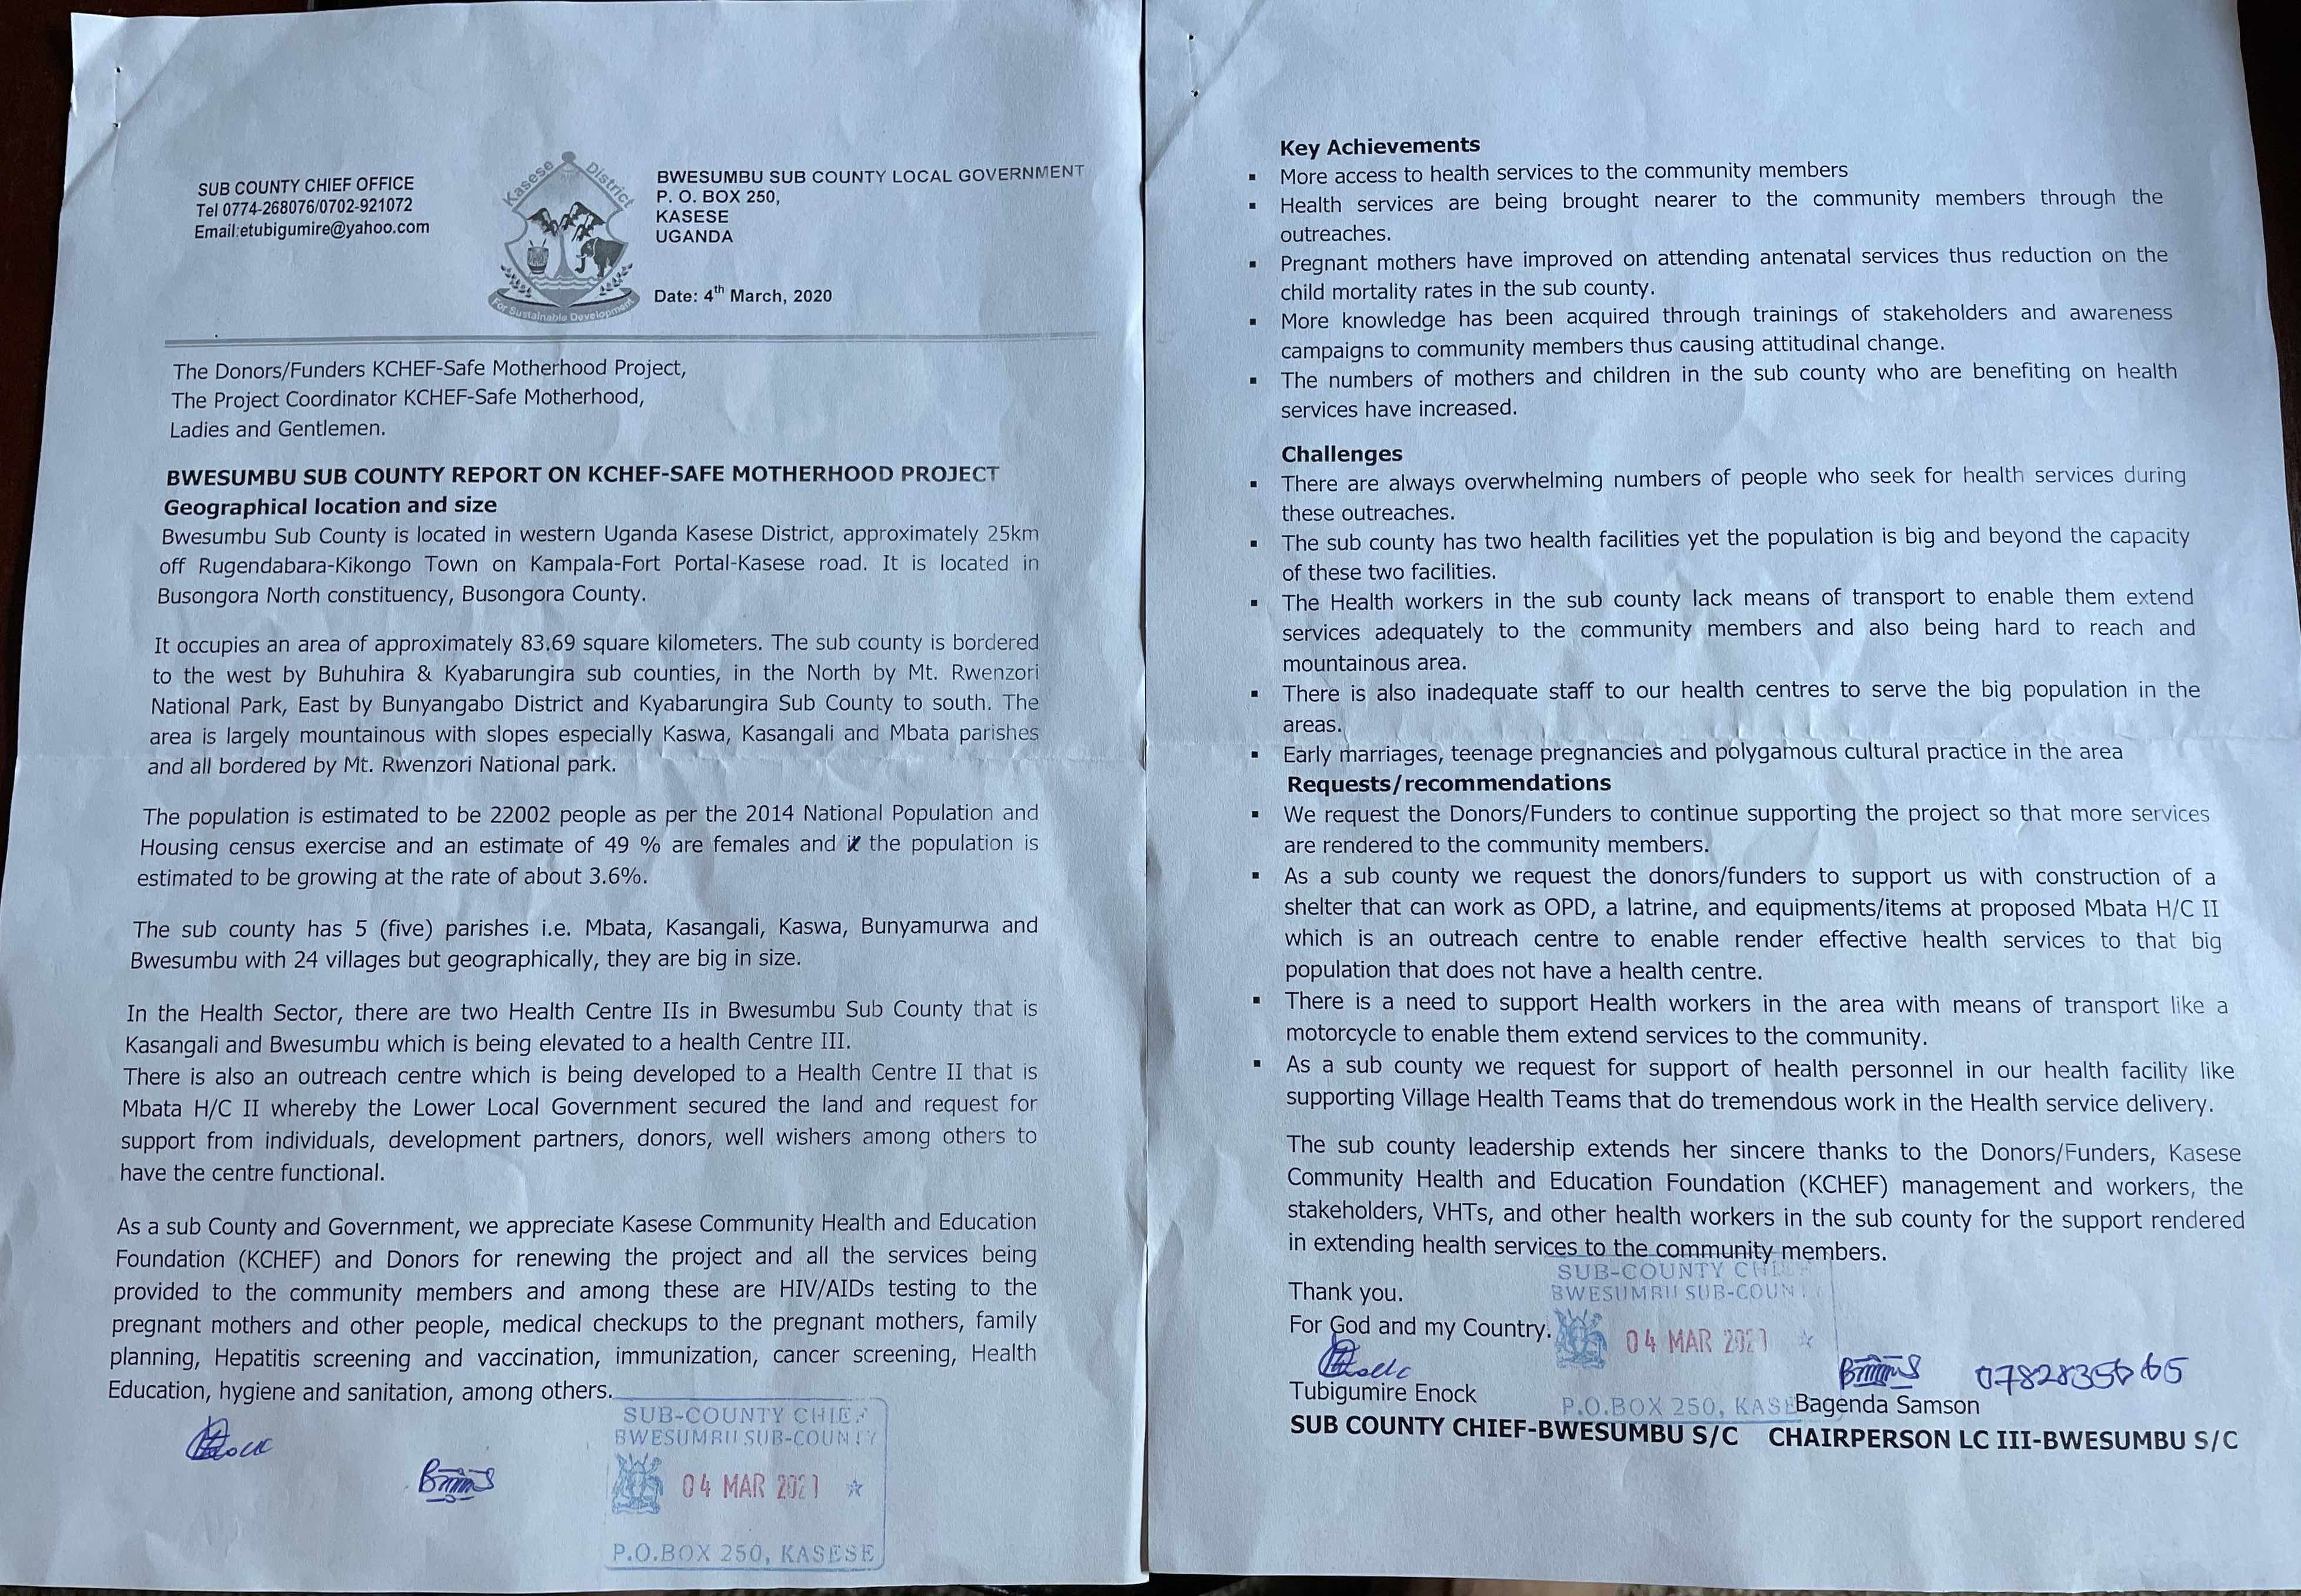 SUB COUNTY CHIEF OFFICE
Tel 0774-268076/0702-921072
Email:etubigumire@yahoo.com
Kasese District
For Sustainable Development
BWESUMBU SUB COUNTY LOCAL GOVERNMENT
P. O. BOX 250,
KASESE
UGANDA
Date: 4th March, 2020
The Donors/Funders KCHEF-Safe Motherhood Project,
The Project Coordinator KCHEF-Safe Motherhood,
Ladies and Gentlemen.
BWESUMBU SUB COUNTY REPORT ON KCHEF-SAFE MOTHERHOOD PROJECT
Geographical location and size
Bwesumbu Sub County is located in western Uganda Kasese District, approximately 25km
off Rugendabara-Kikongo Town on Kampala-Fort Portal-Kasese road. It is located in
Busongora North constituency, Busongora County.
It occupies an area of approximately 83.69 square kilometers. The sub county is bordered
to the west by Buhuhira & Kyabarungira sub counties, in the North by Mt. Rwenzori
National Park, East by Bunyangabo District and Kyabarungira Sub County to south. The
area is largely mountainous with slopes especially Kaswa, Kasangali and Mbata parishes
and all bordered by Mt. Rwenzori National park.
The population is estimated to be 22002 people as per the 2014 National Population and
Housing census exercise and an estimate of 49 % are females and the population is
estimated to be growing at the rate of about 3.6%.
The sub county has 5 (five) parishes i.e. Mbata, Kasangali, Kaswa, Bunyamurwa and
Bwesumbu with 24 villages but geographically, they are big in size.
In the Health Sector, there are two Health Centre IIs in Bwesumbu Sub County that is
Kasangali and Bwesumbu which is being elevated to a health Centre III.
There is also an outreach centre which is being developed to a Health Centre II that is
Mbata H/C II whereby the Lower Local Government secured the land and request for
support from individuals, development partners, donors, well wishers among others to
have the centre functional.
As a sub County and Government, we appreciate Kasese Community Health and Education
Foundation (KCHEF) and Donors for renewing the project and all the services being
provided to the community members and among these are HIV/AIDs testing to the
pregnant mothers and other people, medical checkups to the pregnant mothers, family
planning, Hepatitis screening and vaccination, immunization, cancer screening, Health
Education, hygiene and sanitation, among others.
SUB-COUNTY CHIEF
BWESUMBU SUB-COUNTY
04 MAR 2021
P.O.BOX 250, KASESE
Key Achievements
▪ More access to health services to the community members
▪ Health services are being brought nearer to the community members through the
outreaches.
▪ Pregnant mothers have improved on attending antenatal services thus reduction on the
child mortality rates in the sub county.
▪ More knowledge has been acquired through trainings of stakeholders and awareness
campaigns to community members thus causing attitudinal change.
▪ The numbers of mothers and children in the sub county who are benefiting on health
services have increased.
Challenges
▪ There are always overwhelming numbers of people who seek for health services during
these outreaches.
▪ The sub county has two health facilities yet the population is big and beyond the capacity
of these two facilities.
▪ The Health workers in the sub county lack means of transport to enable them extend
services adequately to the community members and also being hard to reach and
mountainous area.
▪ There is also inadequate staff to our health centres to serve the big population in the
areas.
▪ Early marriages, teenage pregnancies and polygamous cultural practice in the area
Requests/recommendations
▪ We request the Donors/Funders to continue supporting the project so that more services
are rendered to the community members.
▪ As a sub county we request the donors/funders to support us with construction of a
shelter that can work as OPD, a latrine, and equipments/items at proposed Mbata H/C II
which is an outreach centre to enable render effective health services to that big
population that does not have a health centre.
▪ There is a need to support Health workers in the area with means of transport like a
motorcycle to enable them extend services to the community.
▪ As a sub county we request for support of health personnel in our health facility like
supporting Village Health Teams that do tremendous work in the Health service delivery.
The sub county leadership extends her sincere thanks to the Donors/Funders, Kasese
Community Health and Education Foundation (KCHEF) management and workers, the
stakeholders, VHTs, and other health workers in the sub county for the support rendered
in extending health services to the community members.
SUB-COUNTY CHIEF
BWESUMBU SUB-COUNTY
Thank you.
For God and my Country.
04 MAR 2021
0782835665
Tubigumire Enock
P.O.BOX 250, KASE
Bagenda Samson
SUB COUNTY CHIEF-BWESUMBU S/C CHAIRPERSON LC III-BWESUMBU S/C